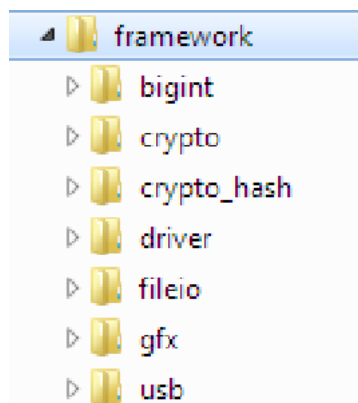 framework
bigint
crypto
crypto_hash
driver
fileio
gfx
usb